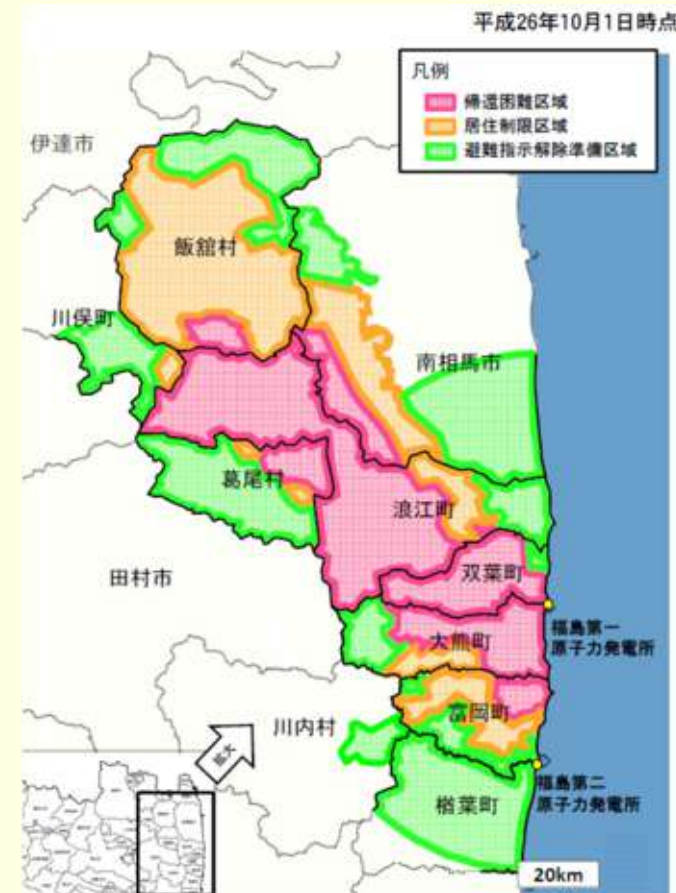 平成26年10月1日時点
凡例
帰還困難区域
居住制限区域
避難指示解除準備区域
伊達市
飯舘村
川俣町
南相馬市
葛尾村
浪江町
田村市
双葉町
大熊町
福島第一
原子力発電所
富岡町
川内村
拡大
福島第二
原子力発電所
楢葉町
20km